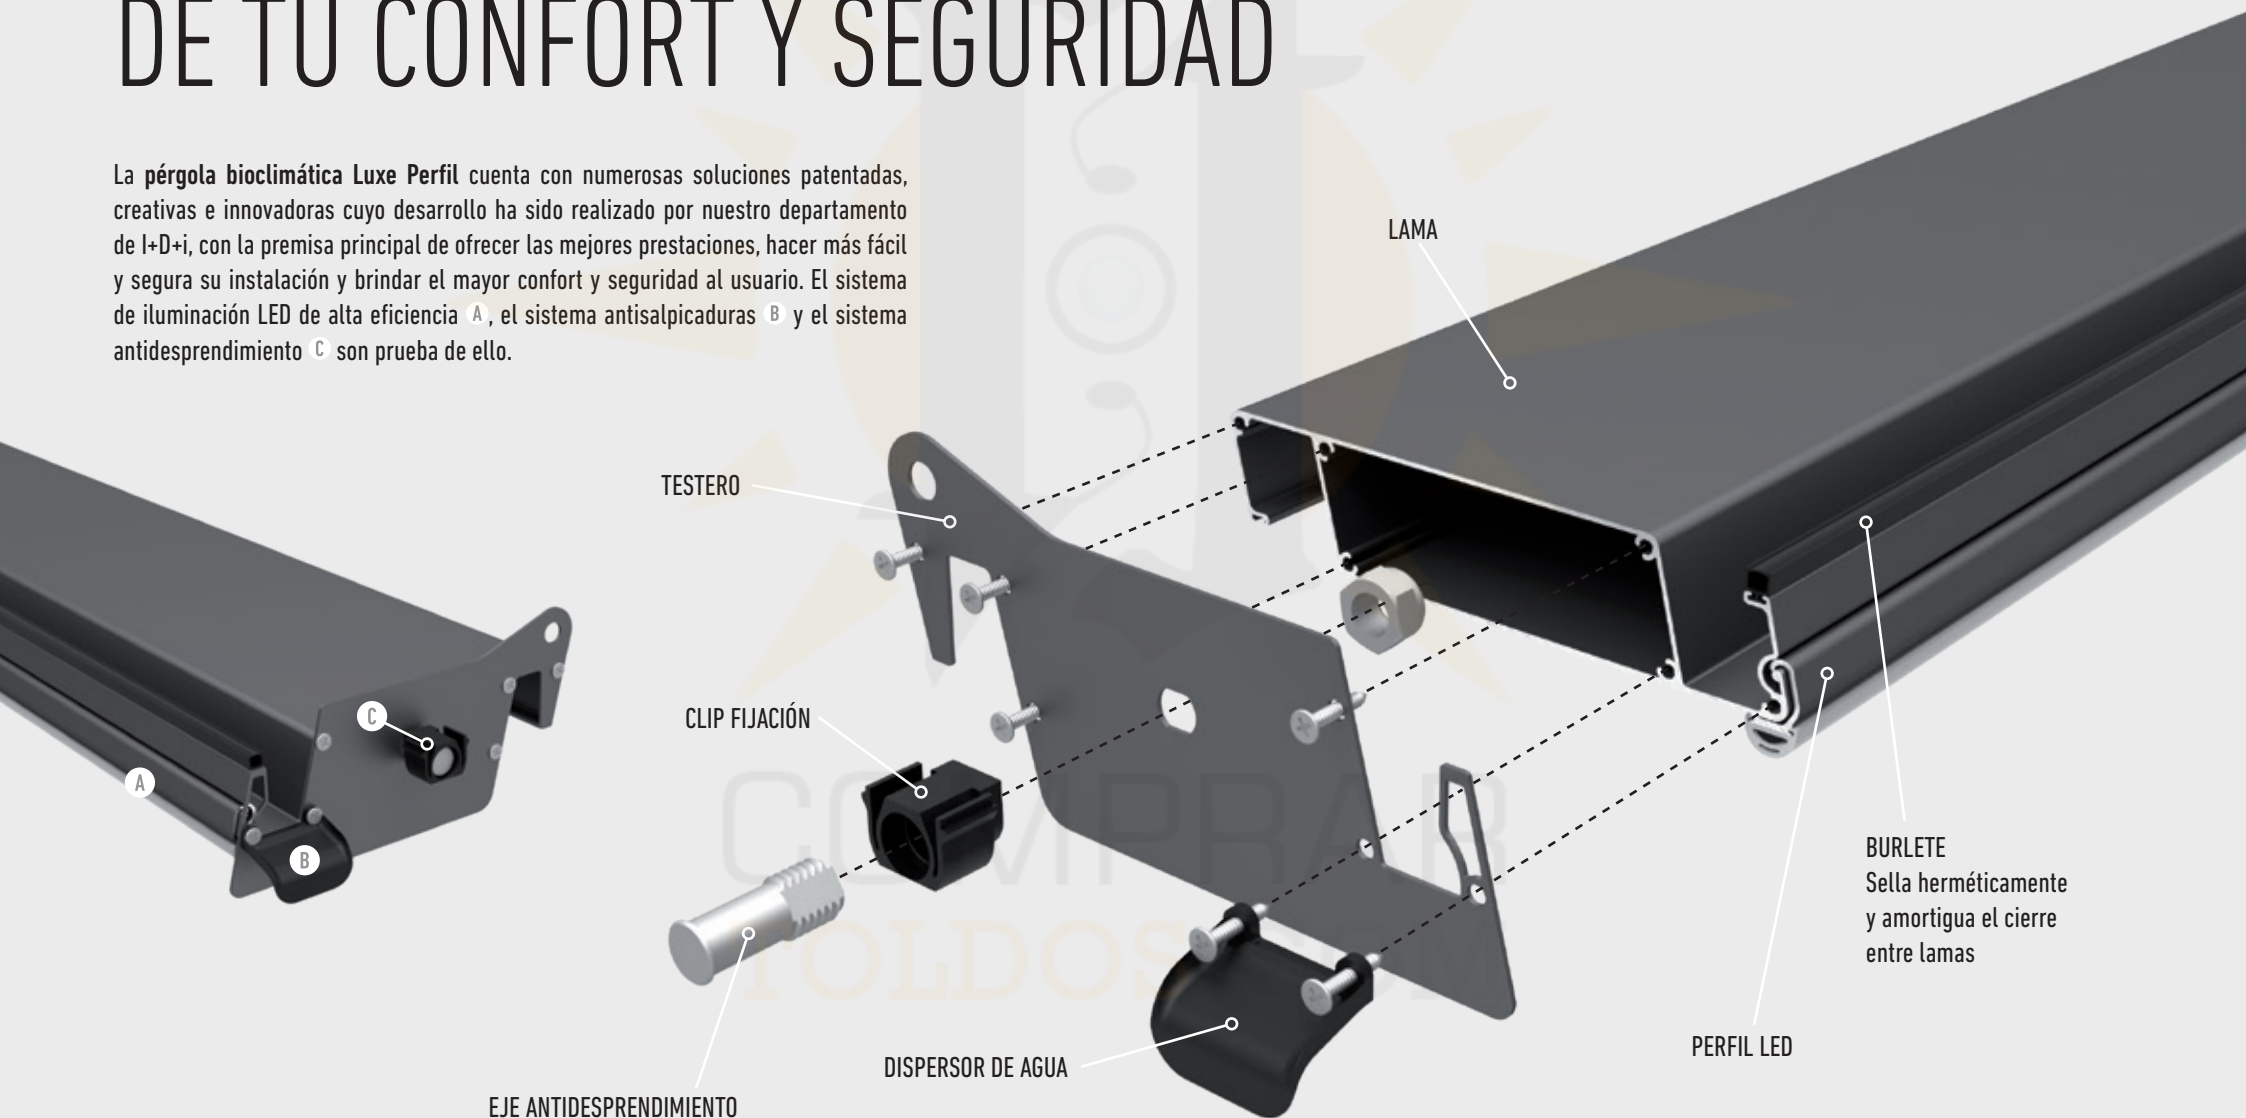 DE TU CONFORT Y SEGURIDAD
La pérgola bioclimática Luxe Perfil cuenta con numerosas soluciones patentadas,
creativas e innovadoras cuyo desarrollo ha sido realizado por nuestro departamento
de I+D+i, con la premisa principal de ofrecer las mejores prestaciones, hacer más fácil
y segura su instalación y brindar el mayor confort y seguridad al usuario. El sistema
de iluminación LED de alta eficiencia A, el sistema antisalpicaduras B y el sistema
antidesprendimiento C son prueba de ello.
LAMA
TESTERO
CLIP FIJACIÓN
C
A
B
COMPRAR
TOLDOS.COM
BURLETE
Sella herméticamente
y amortigua el cierre
entre lamas
PERFIL LED
DISPERSOR DE AGUA
EJE ANTIDESPRENDIMIENTO